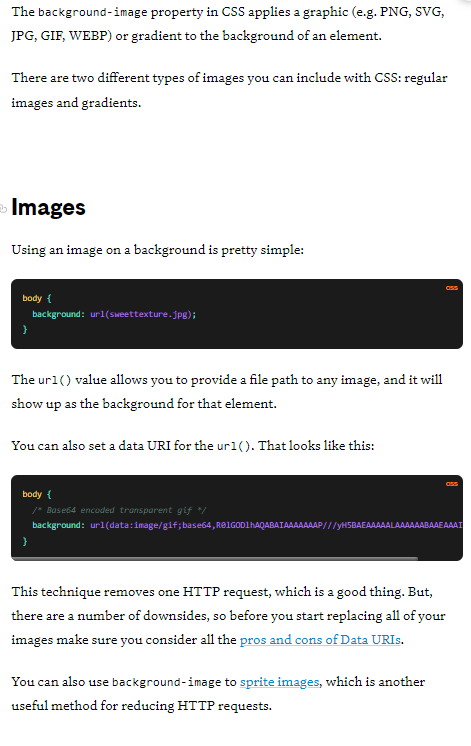 The background-image property in CSS applies a graphic (e.g. PNG, SVG,
JPG, GIF, WEBP) or gradient to the background of an element.
There are two different types of images you can include with CSS: regular
images and gradients.
Images
Using an image on a background is pretty simple:
CSS
body {
background: url(sweettexture.jpg);
}
The url() value allows you to provide a file path to any image, and it will
show up as the background for that element.
You can also set a data URI for the url(). That looks like this:
CSS
body {
/* Base64 encoded transparent gif */
background: url(data:image/gif;base64,R0lGODlhAQABAIAAAAAAAP///yH5BAEAAAAALAAAAAABAAEAAAI
}
This technique removes one HTTP request, which is a good thing. But,
there are a number of downsides, so before you start replacing all of your
images make sure you consider all the pros and cons of Data URIs.
You can also use background-image to sprite images, which is another
useful method for reducing HTTP requests.